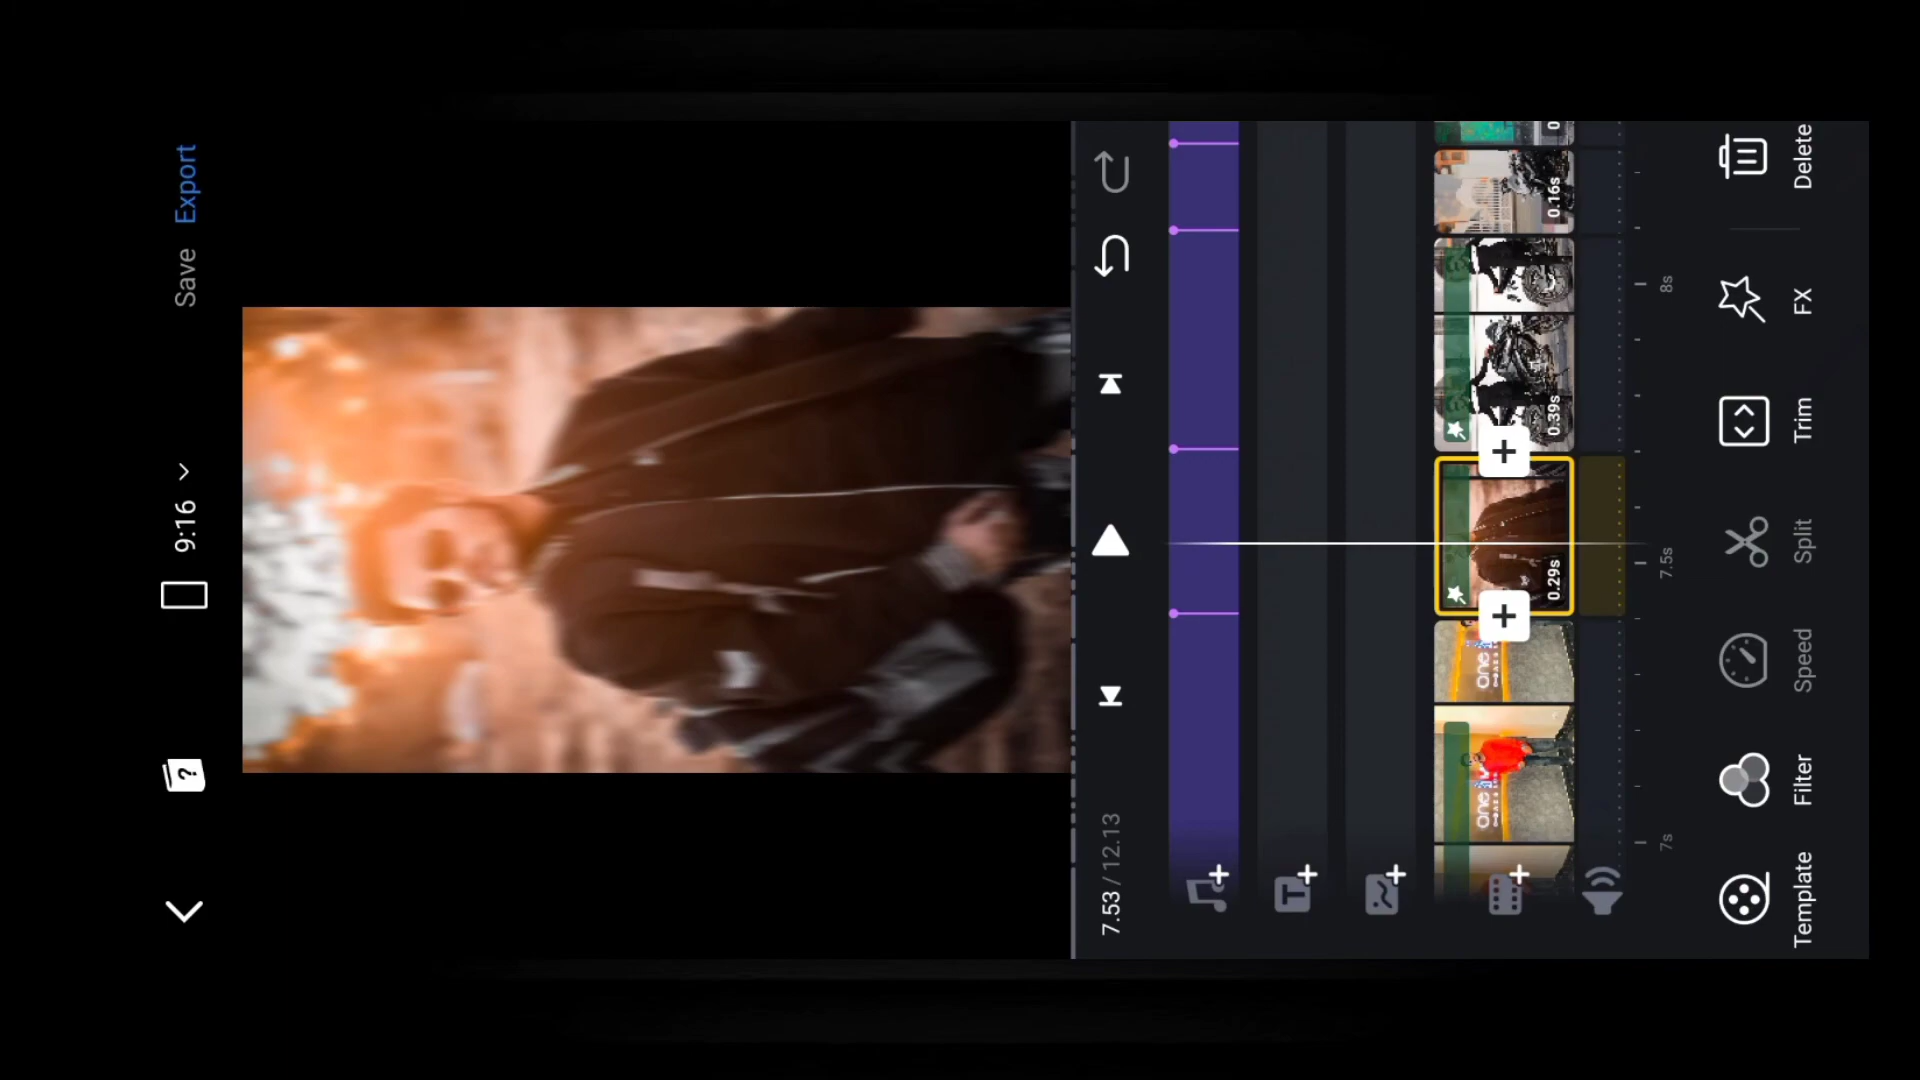 9:16
Save
Export
7.53 / 12.13
one
0.29s
0.39s
0.16s
7s
7.5s
8s
Template
Filter
Speed
Split
Trim
FX
Delete